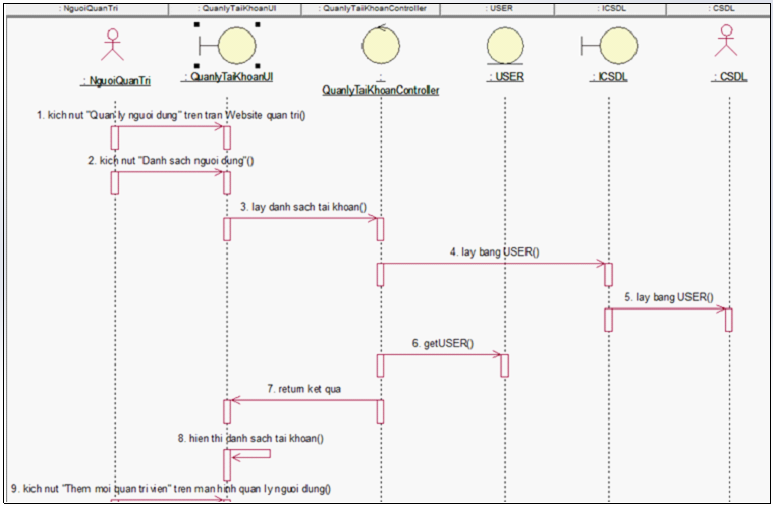 : NguoiQuanTri : QuanlyTaiKhoanUI : QuanlyTaiKhoanController : USER : ICSDL : CSDL
: NguoiQuanTri : QuanlyTaiKhoanUI : QuanlyTaiKhoanController : USER : ICSDL : CSDL
1. kich nut "Quan ly nguoi dung" tren tran Website quan tri()
2. kich nut "Danh sach nguoi dung"()
3. lay danh sach tai khoan()
4. lay bang USER()
5. lay bang USER()
6. getUSER()
7. return ket qua
8. hien thi danh sach tai khoan()
9. kich nut "Them moi quan tri vien" tren man hinh quan ly nguoi dung()